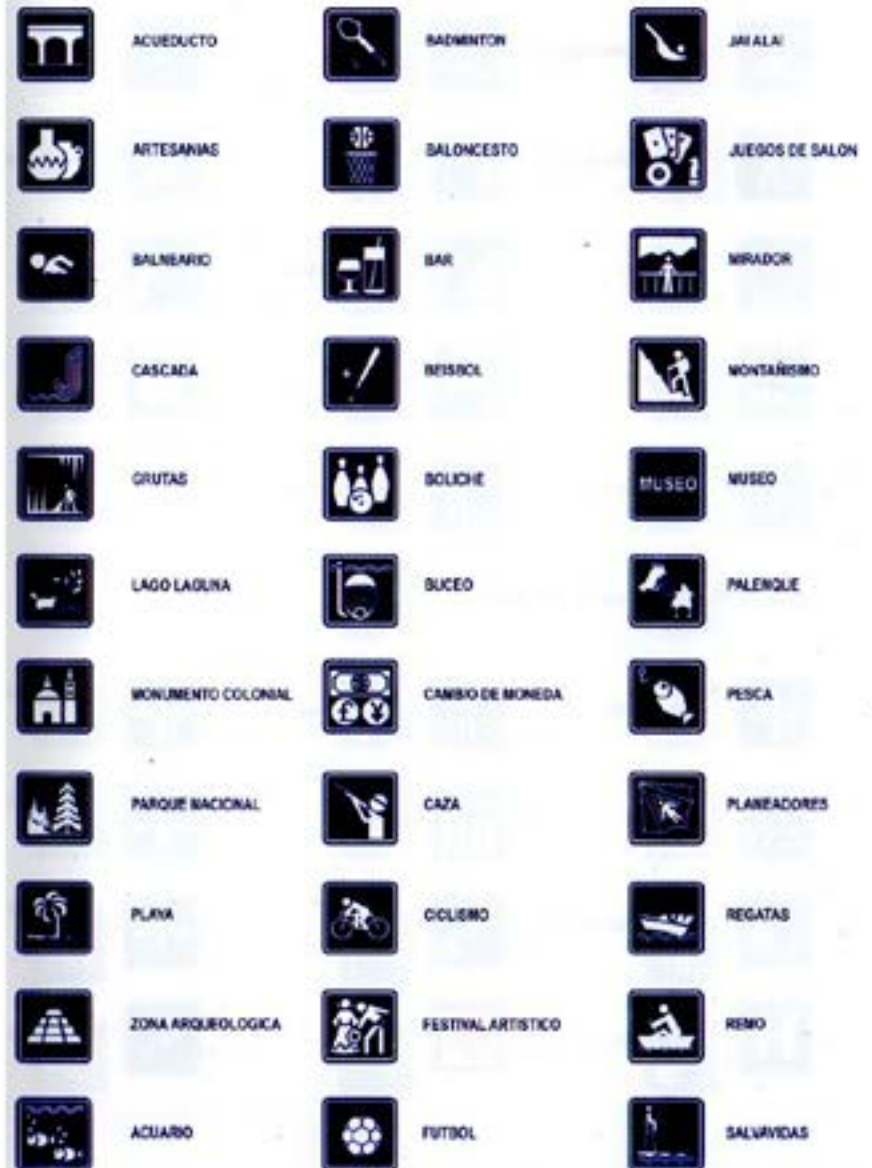 ACUEDUCTO
BADMINTON
JAI ALAI
ARTESANIAS
BALONCESTO
JUEGOS DE SALON
BALNEARIO
BAR
MIRADOR
CASCADA
BEISBOL
MONTAÑISMO
GRUTAS
BOLICHE
MUSEO
MUSEO
LAGO LAGUNA
BUCEO
PALENQUE
MONUMENTO COLONIAL
CAMBIO DE MONEDA
£ ¥
PESCA
PARQUE NACIONAL
CAZA
PLANEADORES
PLAYA
CICLISMO
REGATAS
ZONA ARQUEOLOGICA
FESTIVAL ARTISTICO
REMO
ACUARIO
FUTBOL
SALVAVIDAS